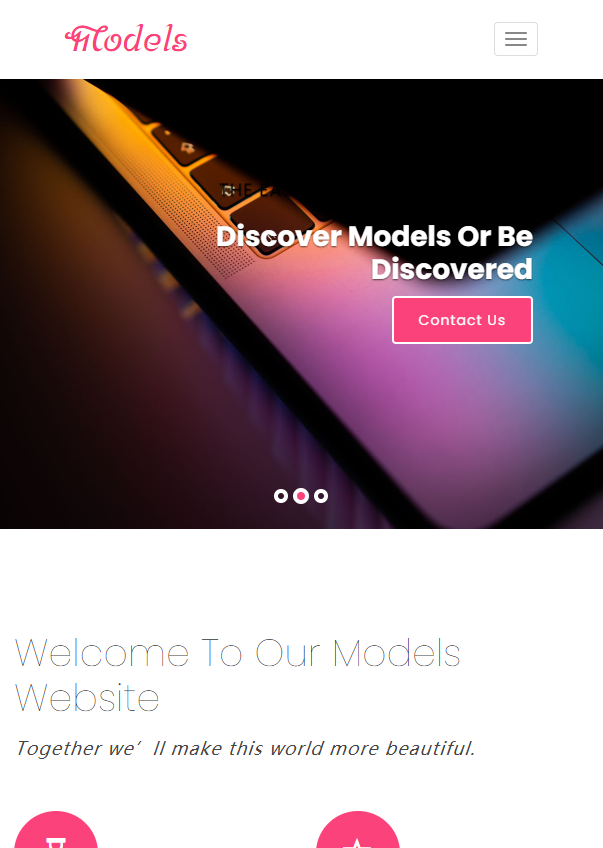 Models
THE EA
Discover Models Or Be
Discovered
Contact Us
Welcome To Our Models
Website
Together we’ll make this world more beautiful.